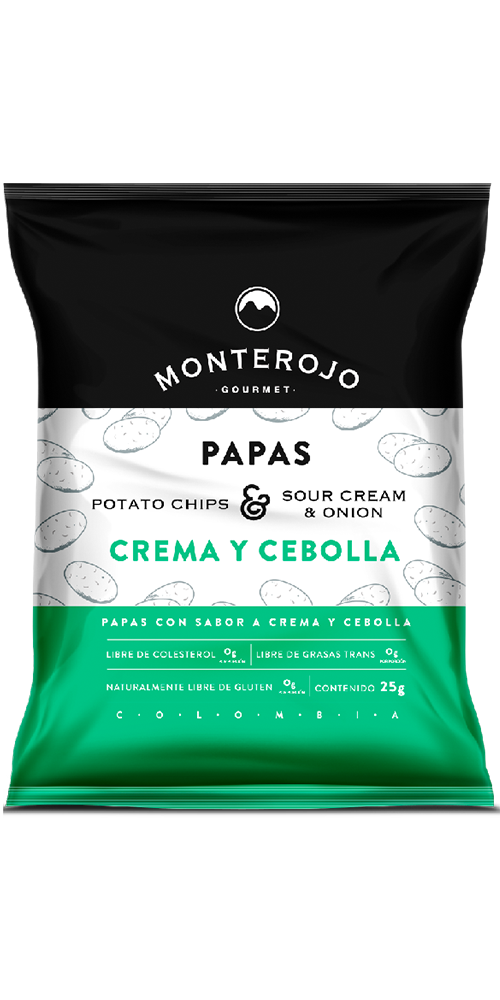 MONTEROJO
· GOURMET ·
PAPAS
POTATO CHIPS & SOUR CREAM & ONION
CREMA Y CEBOLLA
PAPAS CON SABOR A CREMA Y CEBOLLA
LIBRE DE COLESTEROL 0g LIBRE DE GRASAS TRANS 0g
NATURALMENTE LIBRE DE GLUTEN 0g CONTENIDO 25g
C · O · L · O · M · B · I · A